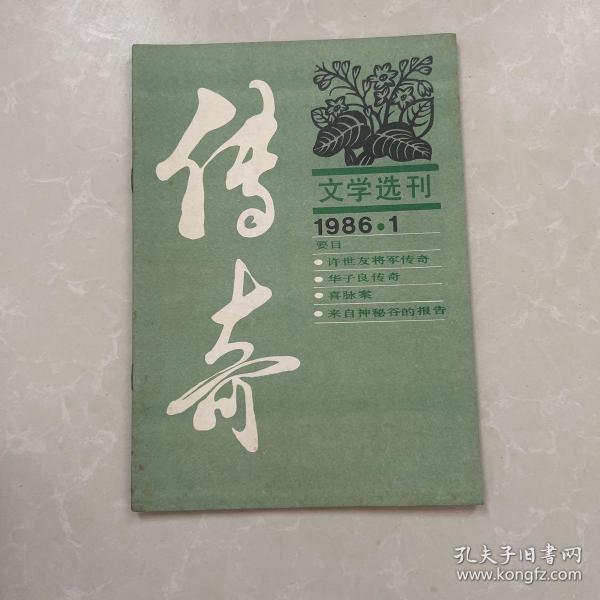 传奇
文学选刊
1986·1
要目
●许世友将军传奇
●华子良传奇
●喜脉案
●来自神秘谷的报告
孔夫子旧书网
www.kongfz.com